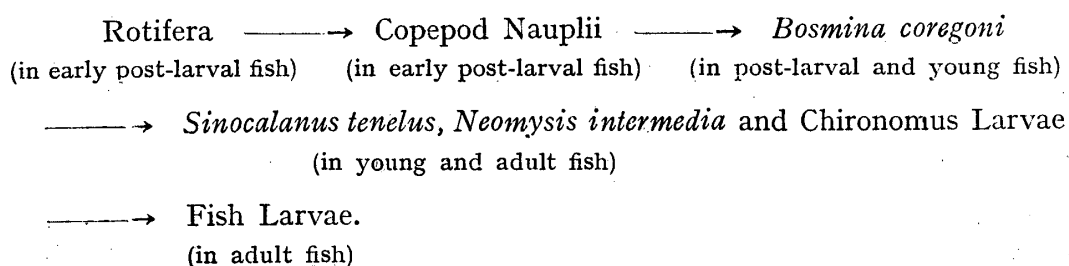 Rotifera ⟶ Copepod Nauplii ⟶ Bosmina coregoni
(in early post-larval fish) (in early post-larval fish) (in post-larval and young fish)
⟶ Sinocalanus tenelus, Neomysis intermedia and Chironomus Larvae
(in young and adult fish)
⟶ Fish Larvae.
(in adult fish)